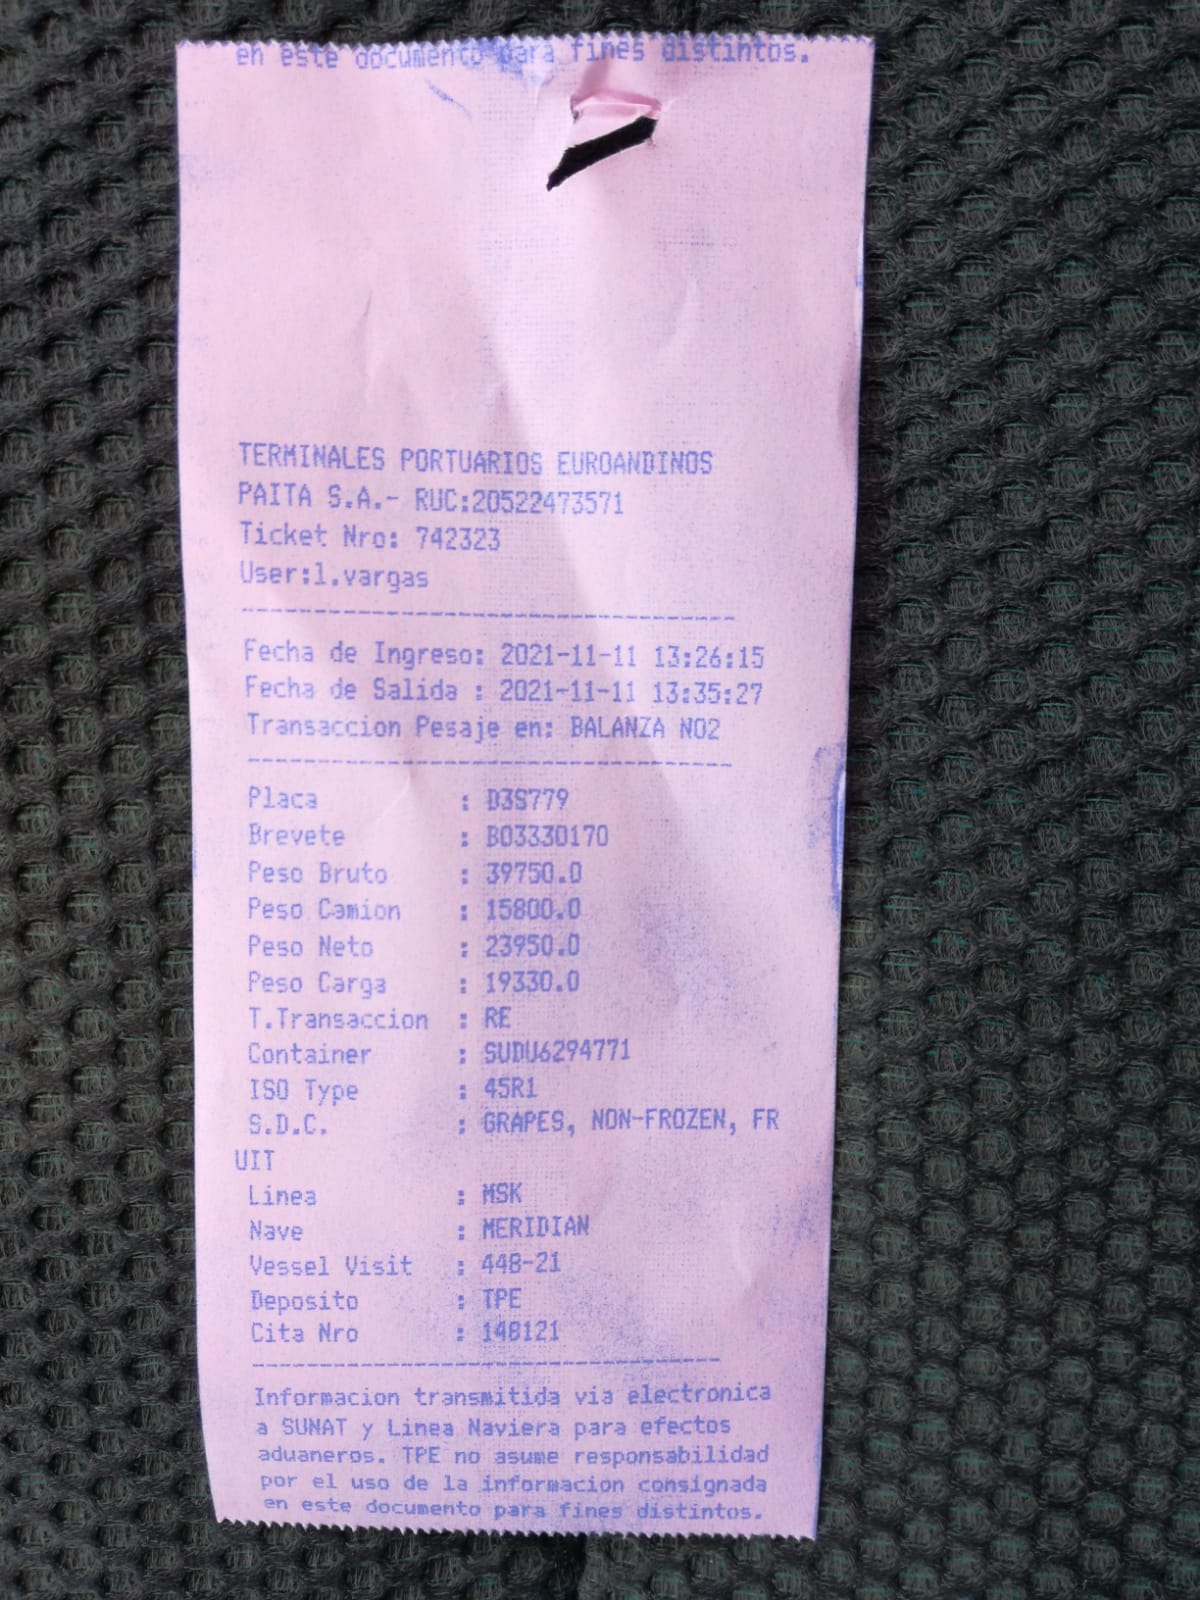 en este documento para fines distintos.
TERMINALES PORTUARIOS EUROANDINOS
PAITA S.A.- RUC:20522473571
Ticket Nro: 742323
User:l.vargas
----------------------------------
Fecha de Ingreso: 2021-11-11 13:26:15
Fecha de Salida : 2021-11-11 13:35:27
Transaccion Pesaje en: BALANZA NO2
----------------------------------
Placa : D3S779
Brevete : B03330170
Peso Bruto : 39750.0
Peso Camion : 15800.0
Peso Neto : 23950.0
Peso Carga : 19330.0
T.Transaccion : RE
Container : SUDU6294771
ISO Type : 45R1
S.D.C. : GRAPES, NON-FROZEN, FR
UIT
Linea : MSK
Nave : MERIDIAN
Vessel Visit : 448-21
Deposito : TPE
Cita Nro : 148121
----------------------------------
Informacion transmitida via electronica
a SUNAT y Linea Naviera para efectos
aduaneros. TPE no asume responsabilidad
por el uso de la informacion consignada
en este documento para fines distintos.